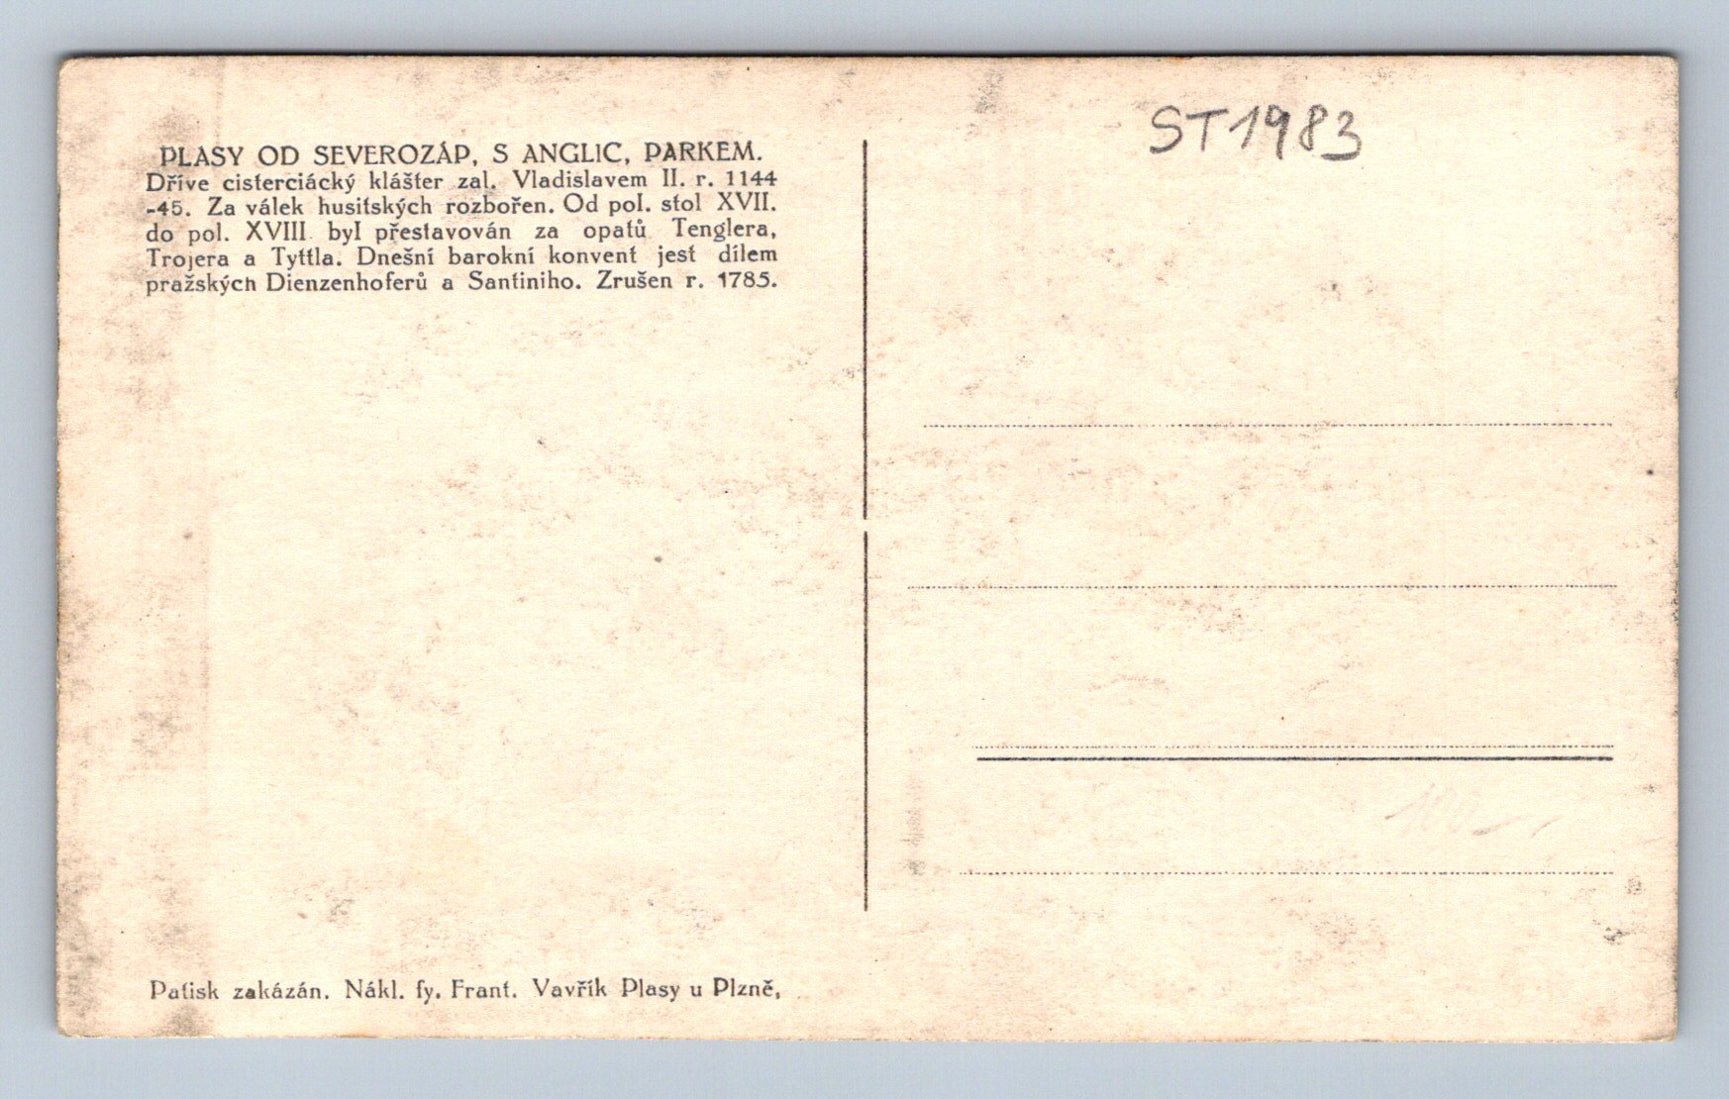 PLASY OD SEVEROZÁP, S ANGLIC, PARKEM.
Dříve cisterciácký klášter zal. Vladislavem II. r. 1144
-45. Za válek husitských rozbořen. Od pol. stol XVII.
do pol. XVIII byl přestavován za opatů Tenglera,
Trojera a Tyttla. Dnešní barokní konvent jest dílem
pražských Dienzenhoferů a Santiniho. Zrušen r. 1785.
Patisk zakázán. Nákl. fy. Frant. Vavřík Plasy u Plzně,
ST1983